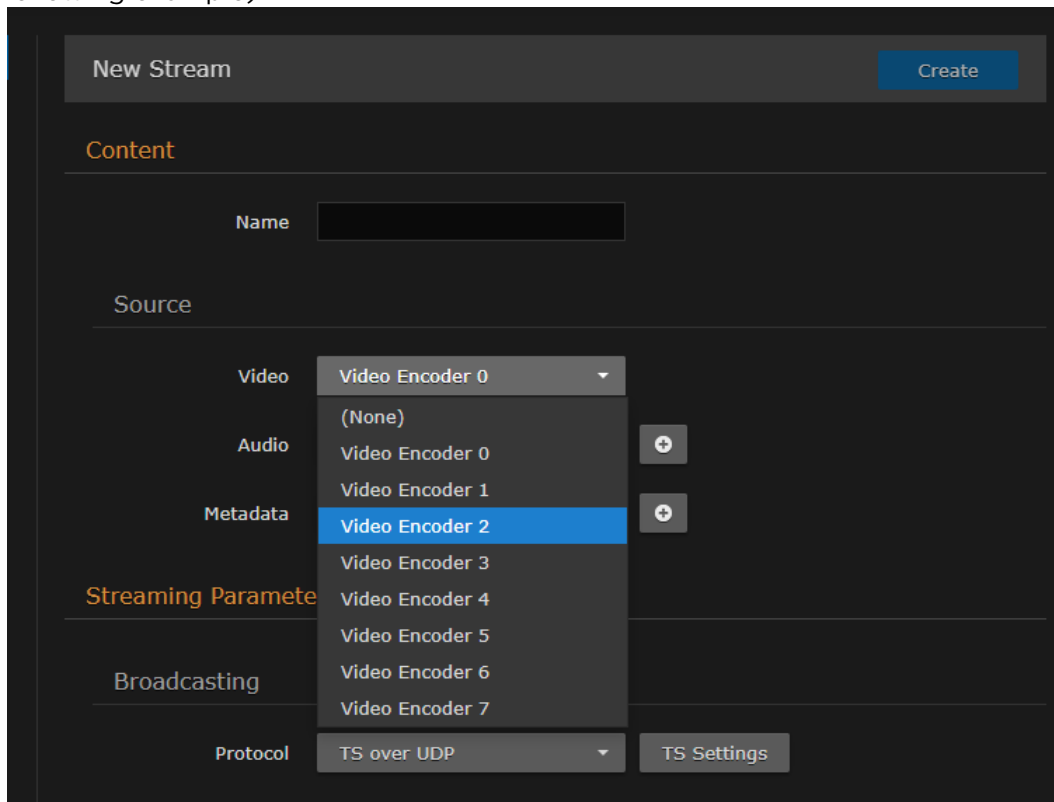 New Stream
Create
Content
Name
Source
Video
Video Encoder 0
(None)
Audio
Video Encoder 0
Video Encoder 1
Metadata
Video Encoder 2
Video Encoder 3
Streaming Paramete
Video Encoder 4
Video Encoder 5
Broadcasting
Video Encoder 6
Video Encoder 7
Protocol
TS over UDP
TS Settings